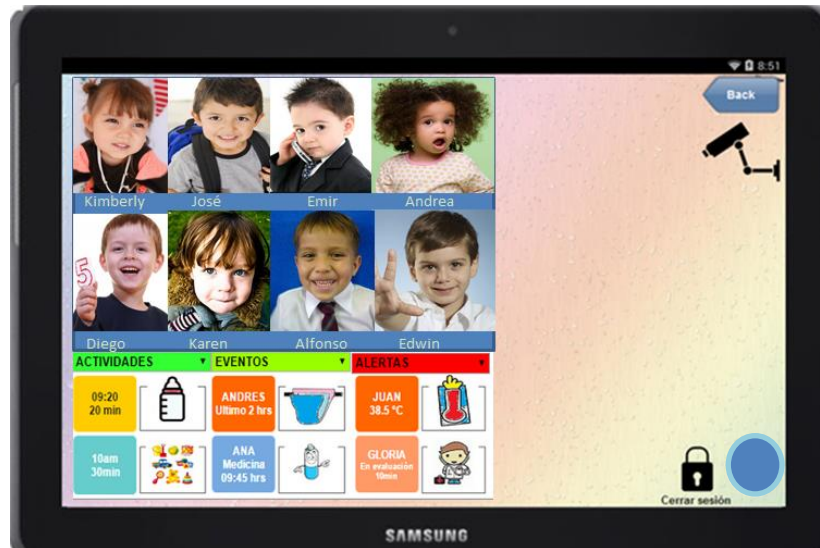 8:51
Back
Kimberly José Emir Andrea
5
Diego Karen Alfonso Edwin
ACTIVIDADES EVENTOS ALERTAS
09:20
20 min
ANDRES
Ultimo 2 hrs
JUAN
38.5 °C
10am
30min
ANA
Medicina
09:45 hrs
GLORIA
En evaluación
10min
Cerrar sesión
SAMSUNG